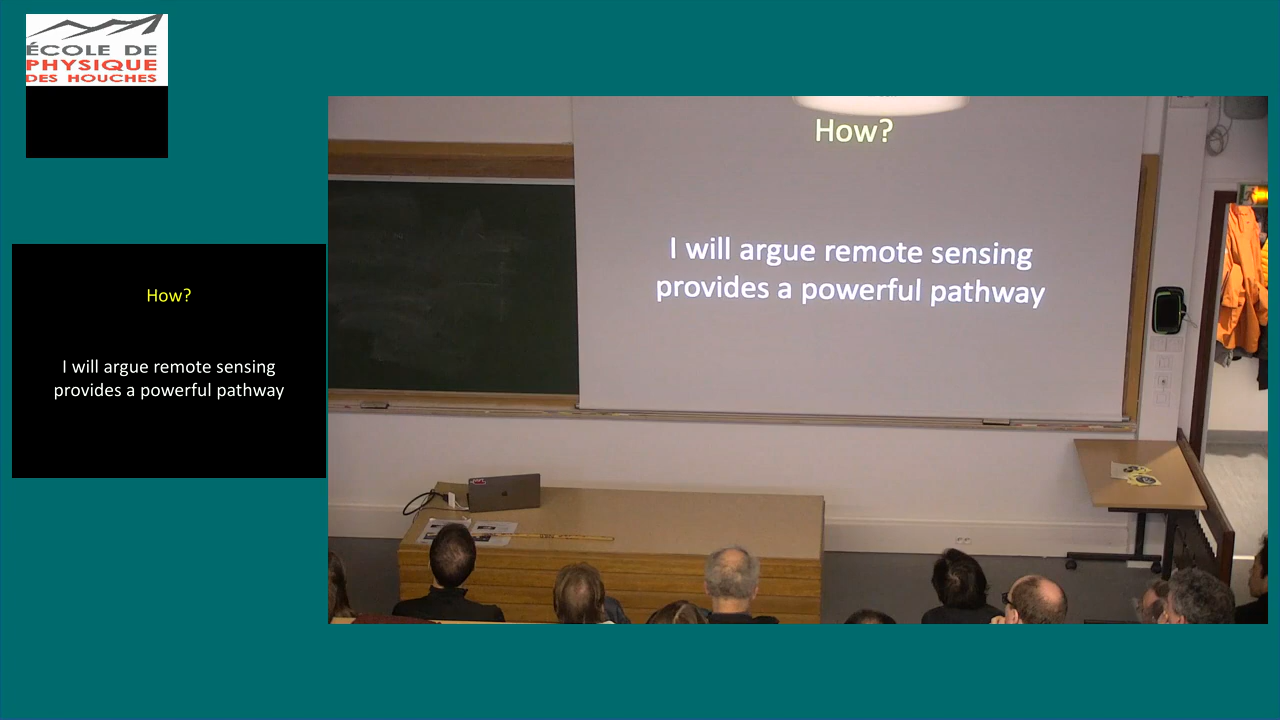 ÉCOLE DE
PHYSIQUE
DES HOUCHES
How?
I will argue remote sensing
provides a powerful pathway
How?
I will argue remote sensing
provides a powerful pathway